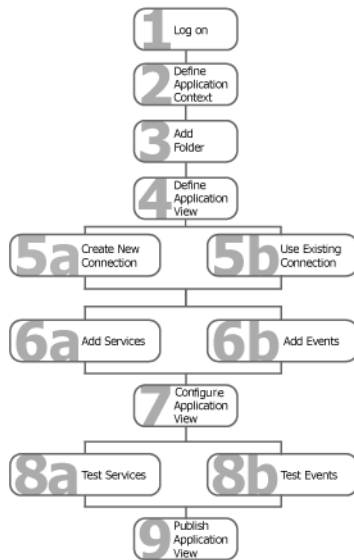 1 Log on
2 Define
Application
Context
3 Add
Folder
4 Define
Application
View
5a Create New
Connection
5b Use Existing
Connection
6a Add Services
6b Add Events
7 Configure
Application
View
8a Test Services
8b Test Events
9 Publish
Application
View